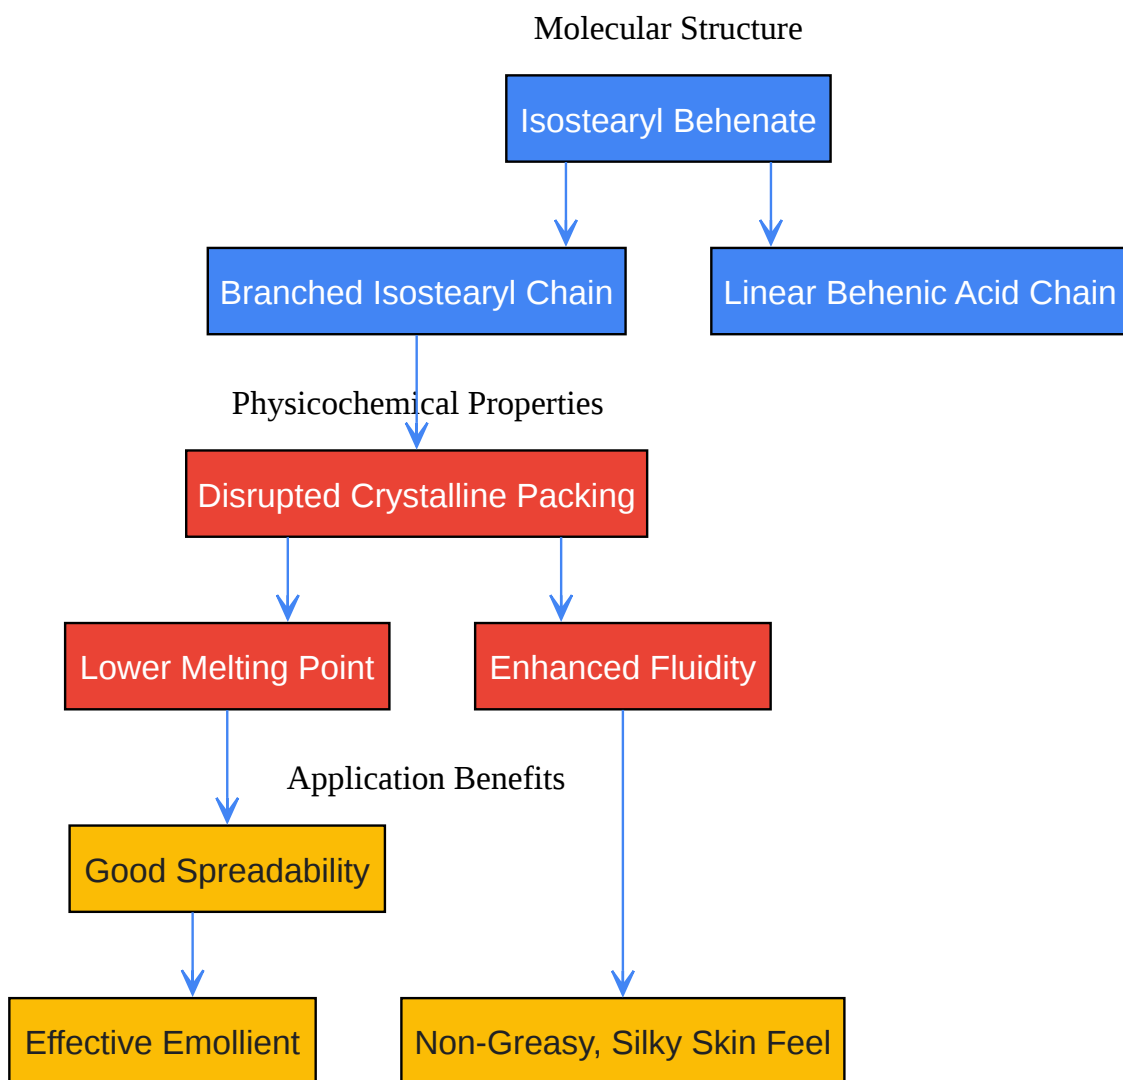 Molecular Structure
Isostearyl Behenate
Branched Isostearyl Chain
Linear Behenic Acid Chain
Physicochemical Properties
Disrupted Crystalline Packing
Lower Melting Point
Enhanced Fluidity
Application Benefits
Good Spreadability
Effective Emollient
Non-Greasy, Silky Skin Feel